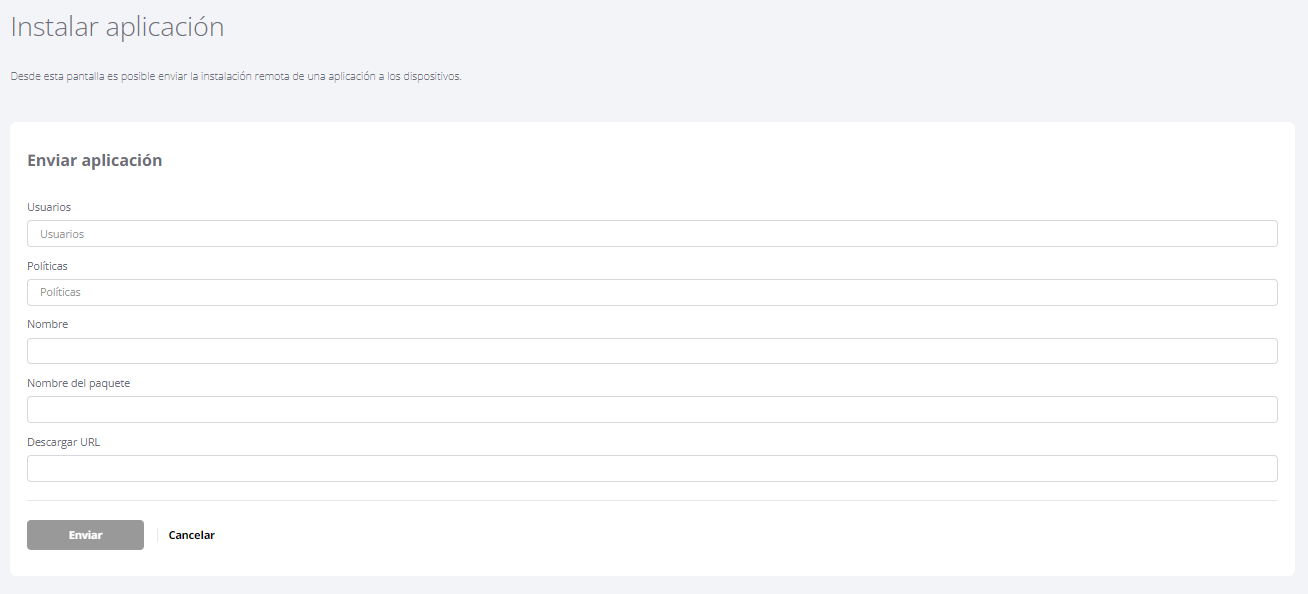 Instalar aplicación
Desde esta pantalla es posible enviar la instalación remota de una aplicación a los dispositivos.
Enviar aplicación
Usuarios
Usuarios
Políticas
Políticas
Nombre
Nombre del paquete
Descargar URL
Enviar
Cancelar